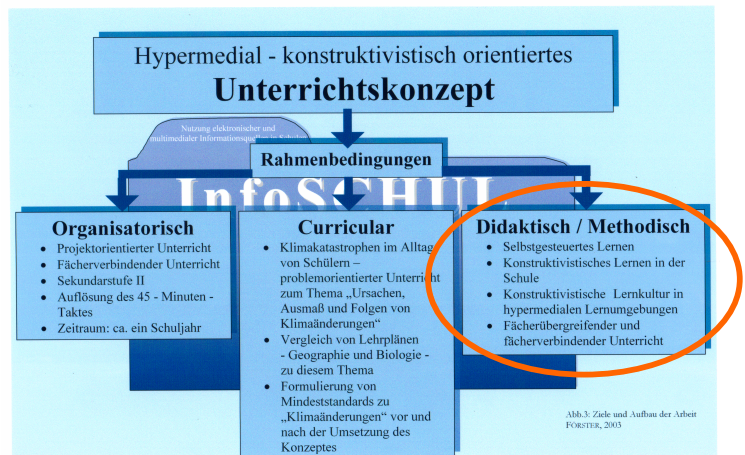 Hypermedial - konstruktivistisch orientiertes
Unterrichtskonzept
Nutzung elektronischer und
multimedialer Informationsquellen in Schulen
Rahmenbedingungen
InfoSCHUL
Organisatorisch
• Projektorientierter Unterricht
• Fächerverbindender Unterricht
• Sekundarstufe II
• Auflösung des 45 - Minuten -
Taktes
• Zeitraum: ca. ein Schuljahr
Curricular
• Klimakatastrophen im Alltag
von Schülern –
problemorientierter Unterricht
zum Thema „Ursachen,
Ausmaß und Folgen von
Klimaänderungen“
• Vergleich von Lehrplänen
- Geographie und Biologie -
zu diesem Thema
• Formulierung von
Mindeststandards zu
„Klimaänderungen“ vor und
nach der Umsetzung des
Konzeptes
Didaktisch / Methodisch
• Selbstgesteuertes Lernen
• Konstruktivistisches Lernen in der
Schule
• Konstruktivistische Lernkultur in
hypermedialen Lernumgebungen
• Fächerübergreifender und
fächerverbindender Unterricht
Abb.3: Ziele und Aufbau der Arbeit
FÖRSTER, 2003